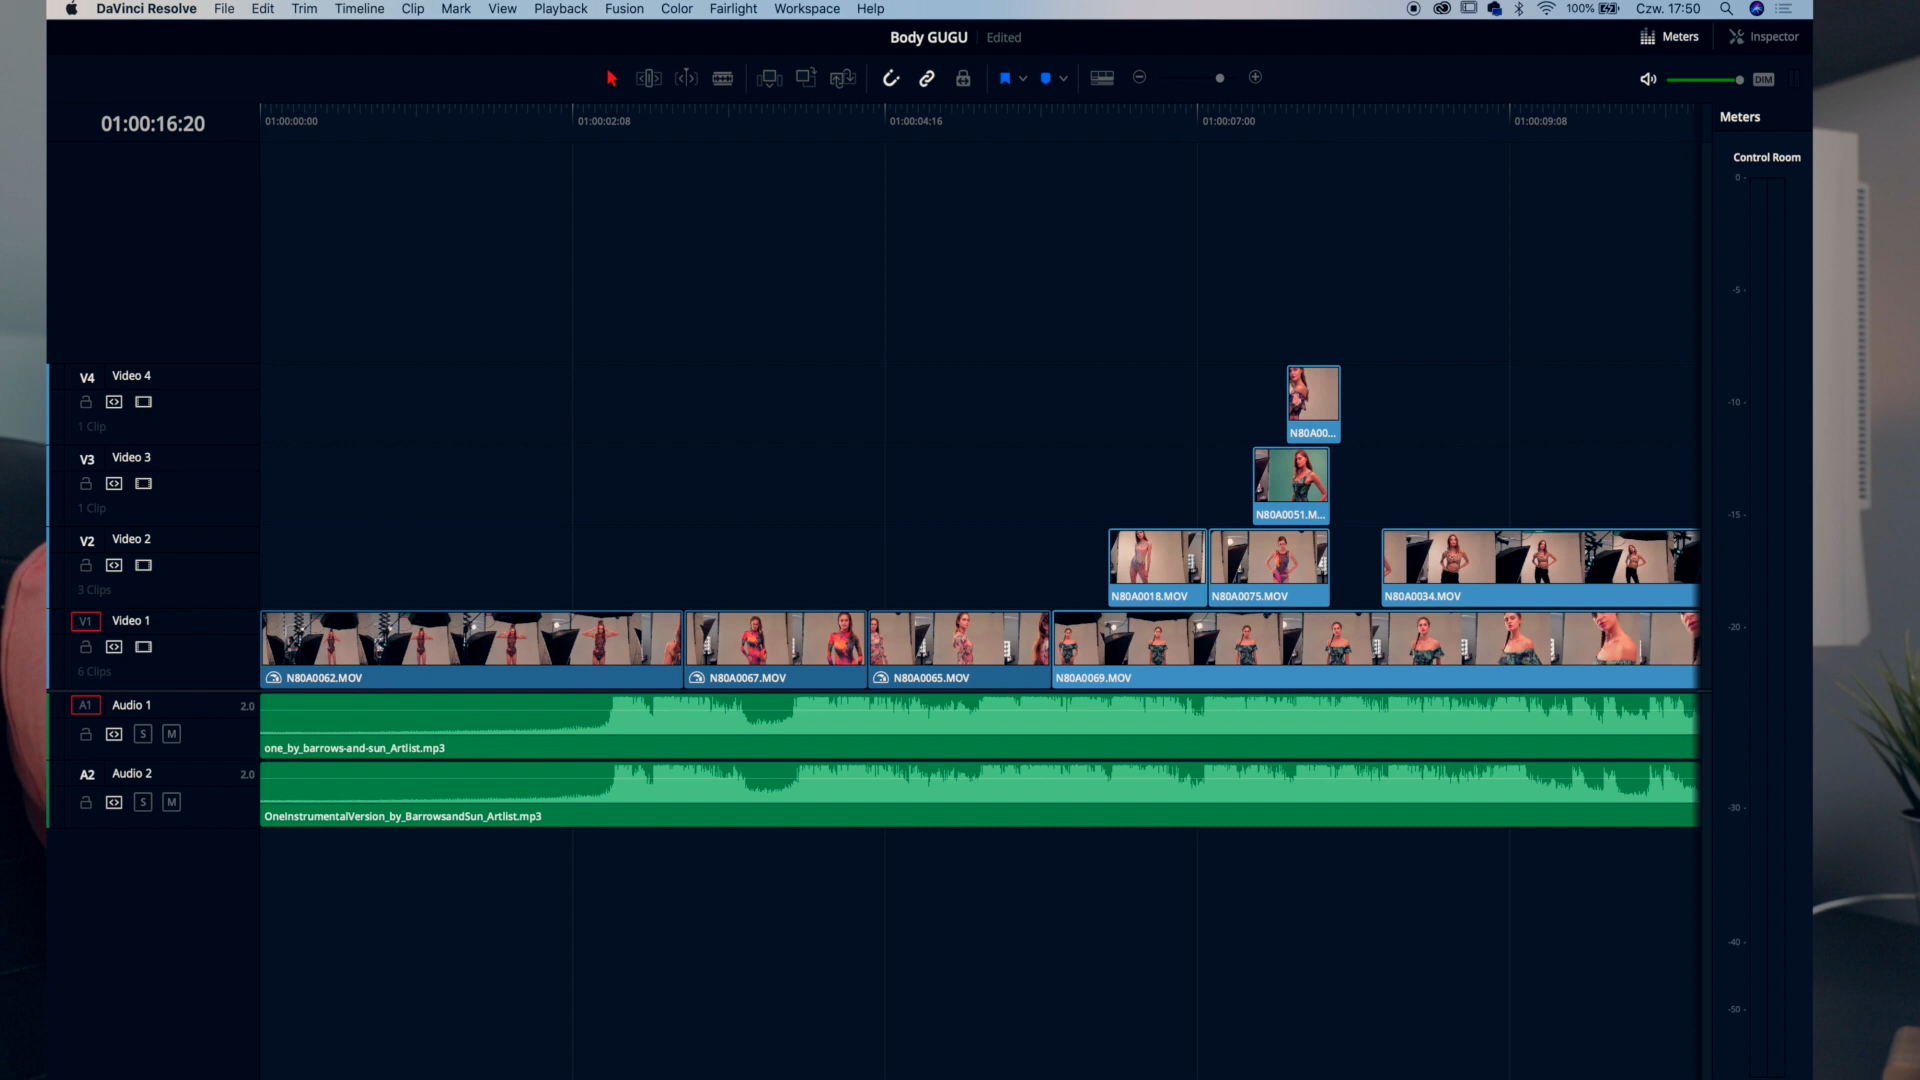 DaVinci Resolve File Edit Trim Timeline Clip Mark View Playback Fusion Color Fairlight Workspace Help 100% Czw. 17:50
Body GUGU Edited Meters Inspector
DIM
01:00:16:20 01:00:00:00 01:00:02:08 01:00:04:16 01:00:07:00 01:00:09:08
Meters
Control Room
0
-5
-10
-15
-20
-30
-40
-50
V4 Video 4
1 Clip
N80A00...
V3 Video 3
1 Clip
N80A0051.M...
V2 Video 2
3 Clips
N80A0018.MOV N80A0075.MOV N80A0034.MOV
V1 Video 1
6 Clips
N80A0062.MOV N80A0067.MOV N80A0065.MOV N80A0069.MOV
A1 Audio 1 2.0
S M
one_by_barrows-and-sun_Artlist.mp3
A2 Audio 2 2.0
S M
OneInstrumentalVersion_by_BarrowsandSun_Artlist.mp3